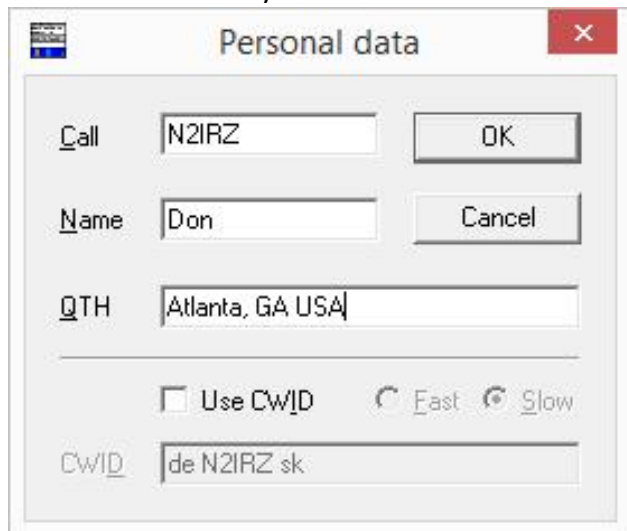 Personal data
Call N2IRZ OK
Name Don Cancel
QTH Atlanta, GA USA
Use CWID Fast Slow
CWID de N2IRZ sk